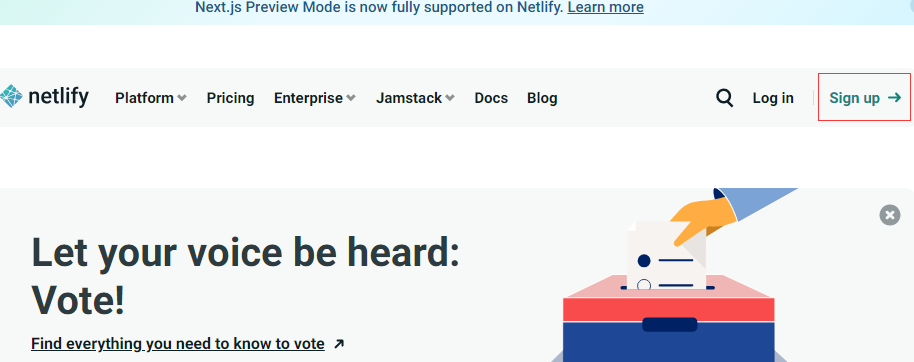 Next.js Preview Mode is now fully supported on Netlify. Learn more
netlify Platform Pricing Enterprise Jamstack Docs Blog Log in Sign up →
Let your voice be heard:
Vote!
Find everything you need to know to vote ↗